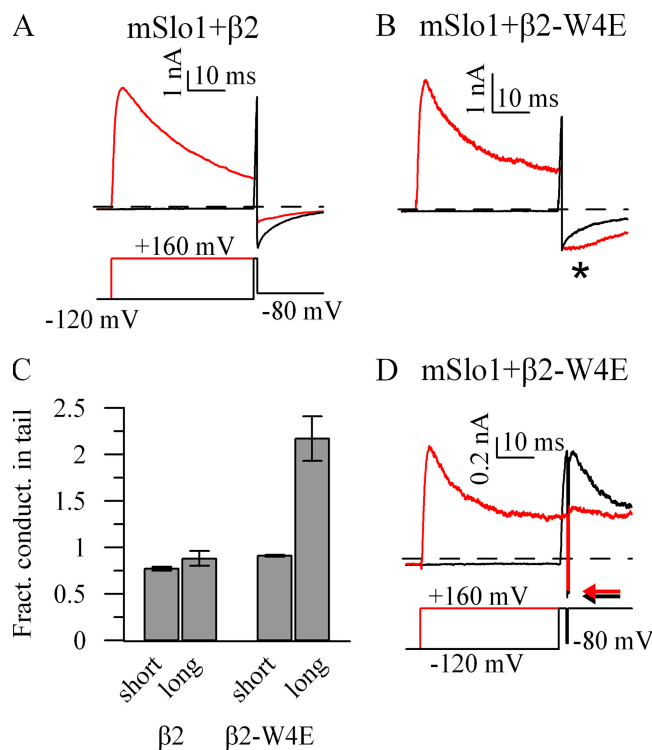 A
mSlo1+β2
1 nA
10 ms
+160 mV
-120 mV
-80 mV
B
mSlo1+β2-W4E
1 nA
10 ms
*
C
Fract. conduct. in tail
2.5
2
1.5
1
0.5
0
short
long
short
long
β2
β2-W4E
D
mSlo1+β2-W4E
0.2 nA
10 ms
+160 mV
-80 mV
-120 mV